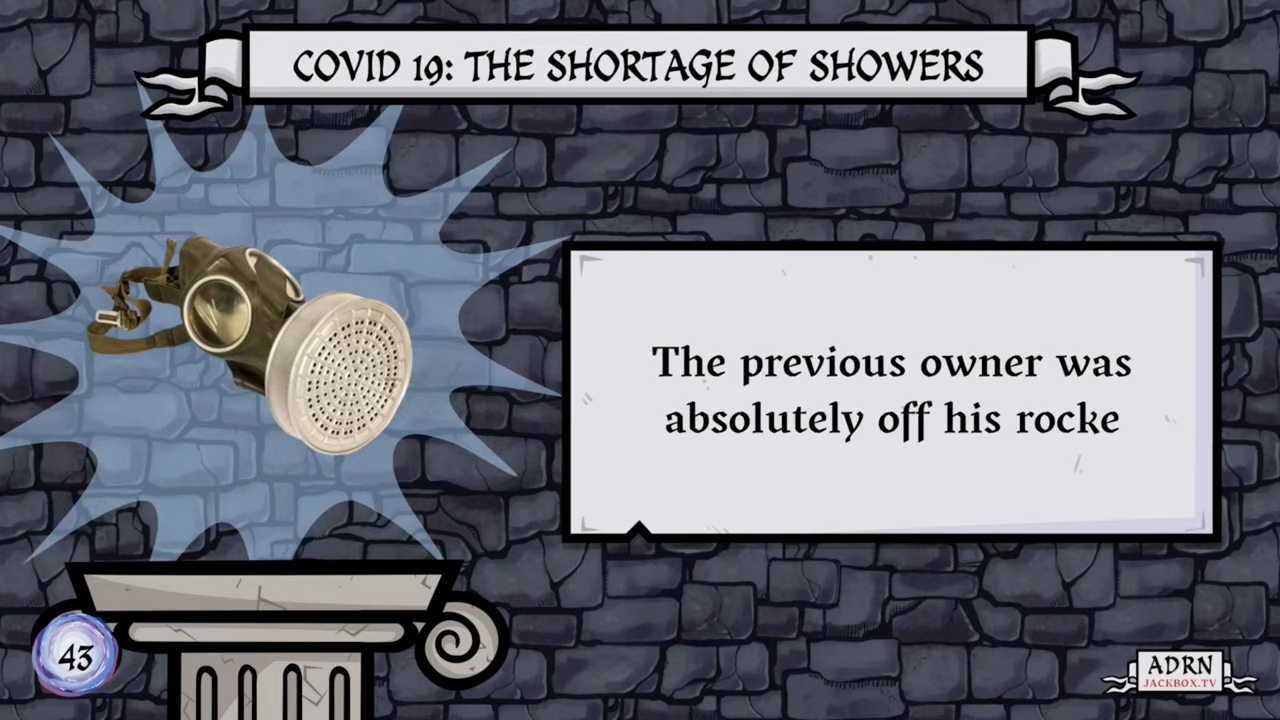 COVID 19: THE SHORTAGE OF SHOWERS
The previous owner was
absolutely off his rocke
43
ADRN
JACKBOX.TV